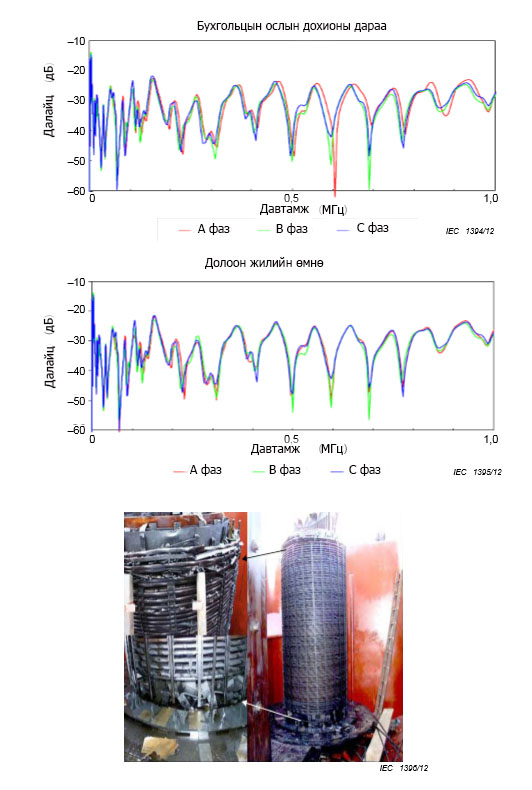 Бухгольцын ослын дохионы дараа
–10
–20
–30
–40
–50
–60
Далайц (дБ)
0 0,5 1,0
Давтамж (МГц)
А фаз В фаз С фаз
IEC 1394/12
Долоон жилийн өмнө
–10
–20
–30
–40
–50
–60
Далайц (дБ)
0 0,5 1,0
Давтамж (МГц)
А фаз В фаз С фаз
IEC 1395/12
IEC 1396/12